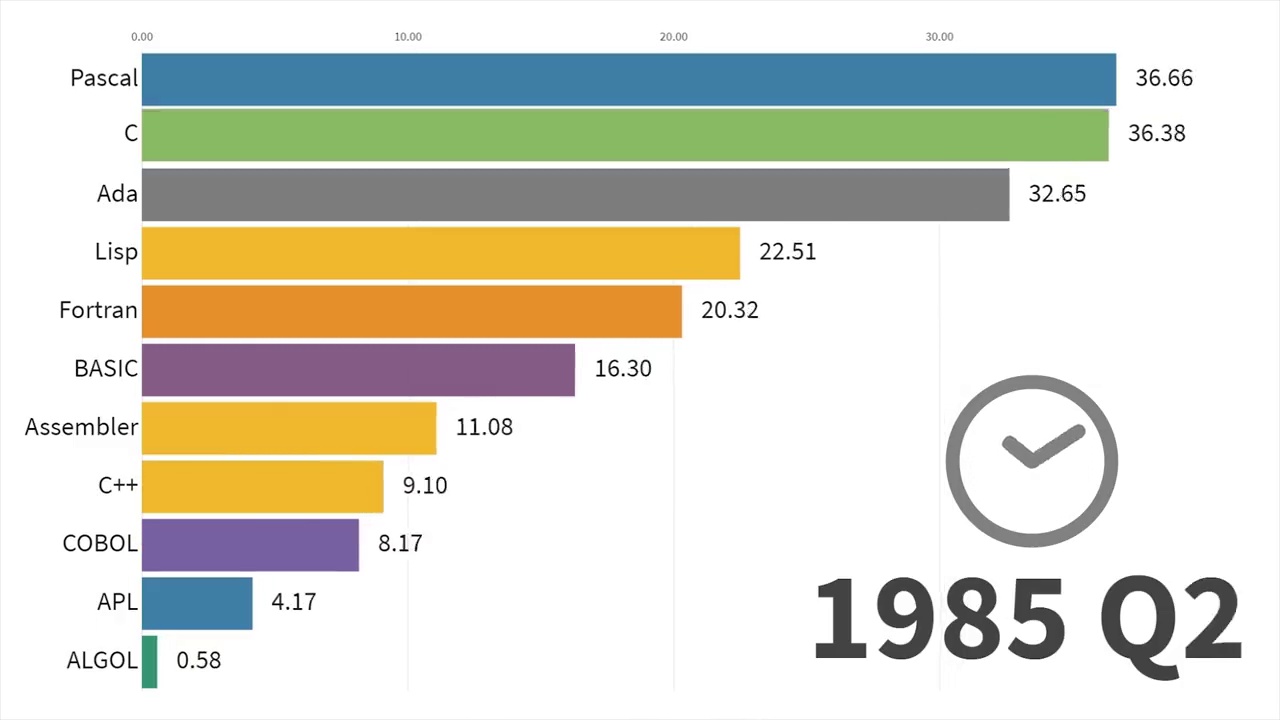 0.00 10.00 20.00 30.00
Pascal 36.66
C 36.38
Ada 32.65
Lisp 22.51
Fortran 20.32
BASIC 16.30
Assembler 11.08
C++ 9.10
COBOL 8.17
APL 4.17
ALGOL 0.58
1985 Q2